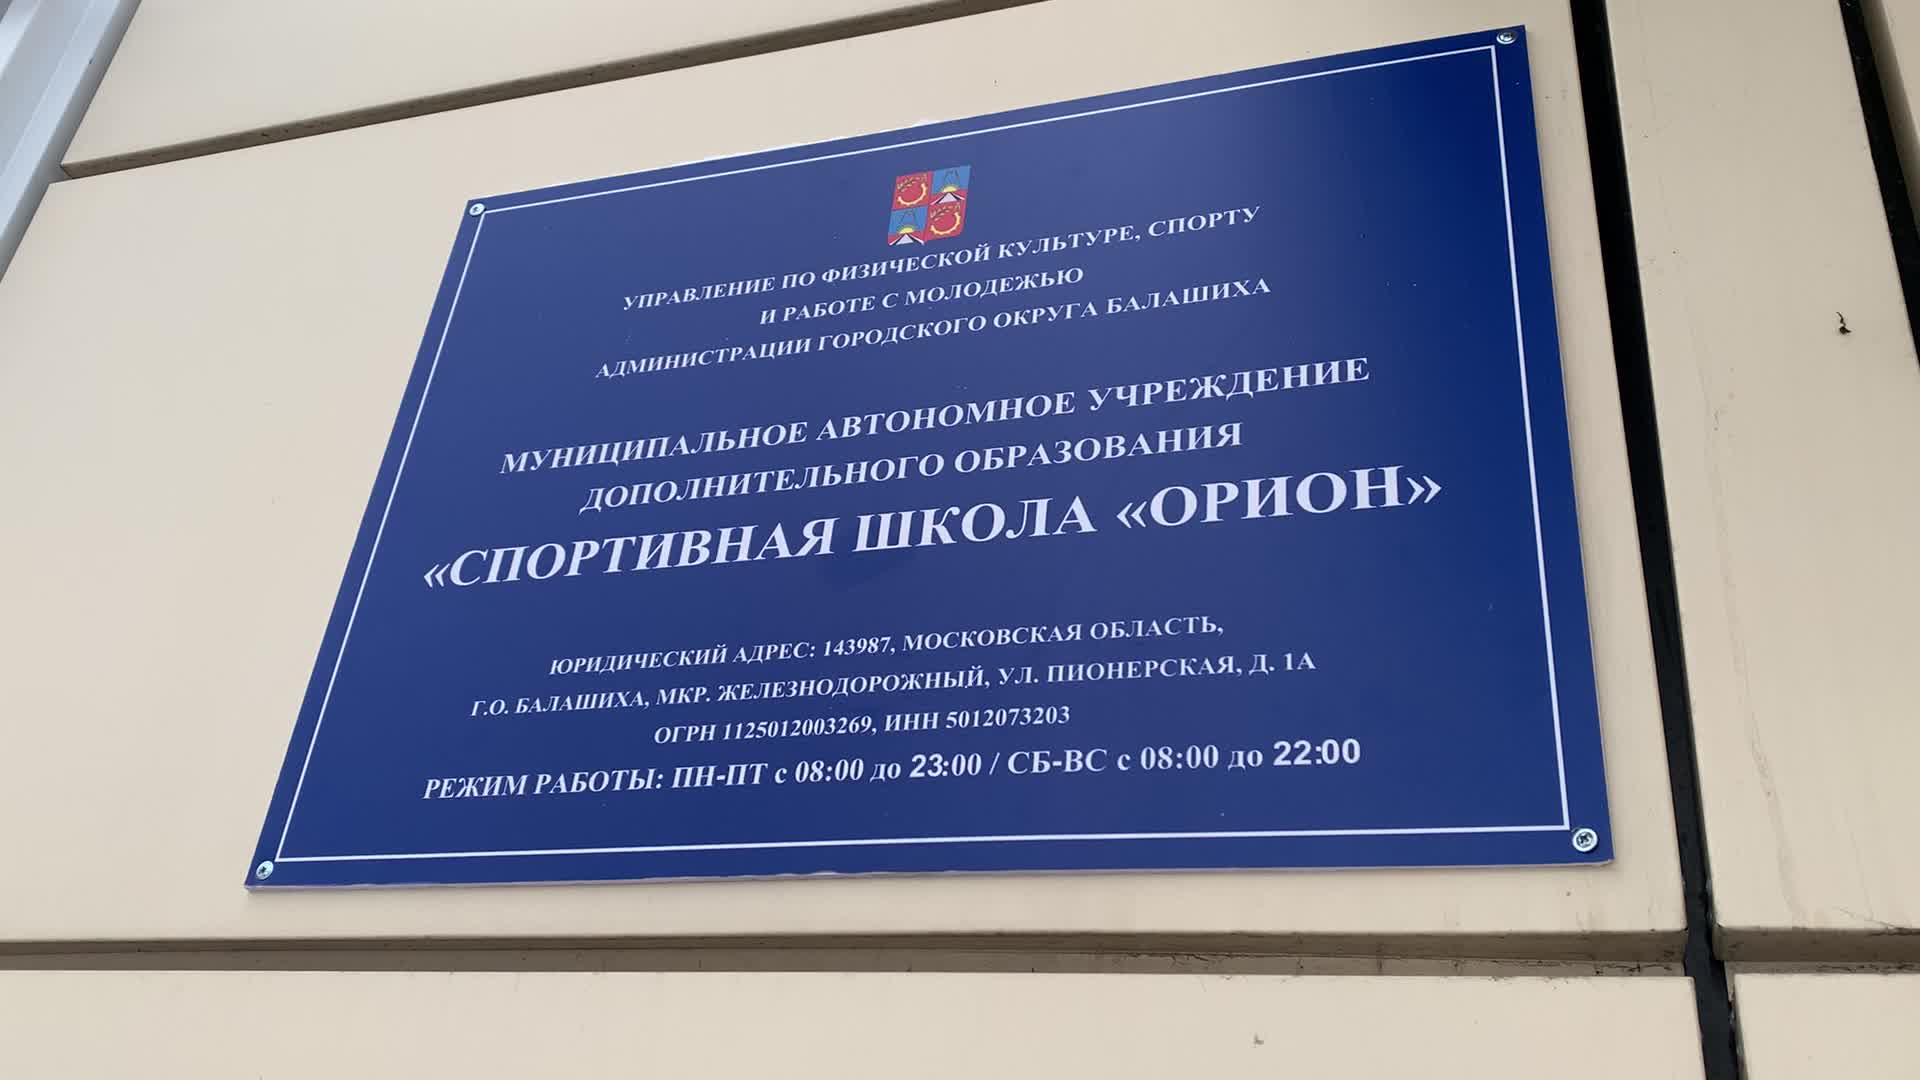 УПРАВЛЕНИЕ ПО ФИЗИЧЕСКОЙ КУЛЬТУРЕ, СПОРТУ
И РАБОТЕ С МОЛОДЕЖЬЮ
АДМИНИСТРАЦИИ ГОРОДСКОГО ОКРУГА БАЛАШИХА
МУНИЦИПАЛЬНОЕ АВТОНОМНОЕ УЧРЕЖДЕНИЕ
ДОПОЛНИТЕЛЬНОГО ОБРАЗОВАНИЯ
«СПОРТИВНАЯ ШКОЛА «ОРИОН»
ЮРИДИЧЕСКИЙ АДРЕС: 143987, МОСКОВСКАЯ ОБЛАСТЬ,
Г.О. БАЛАШИХА, МКР. ЖЕЛЕЗНОДОРОЖНЫЙ, УЛ. ПИОНЕРСКАЯ, Д. 1А
ОГРН 1125012003269, ИНН 5012073203
РЕЖИМ РАБОТЫ: ПН-ПТ с 08:00 до 23:00 / СБ-ВС с 08:00 до 22:00